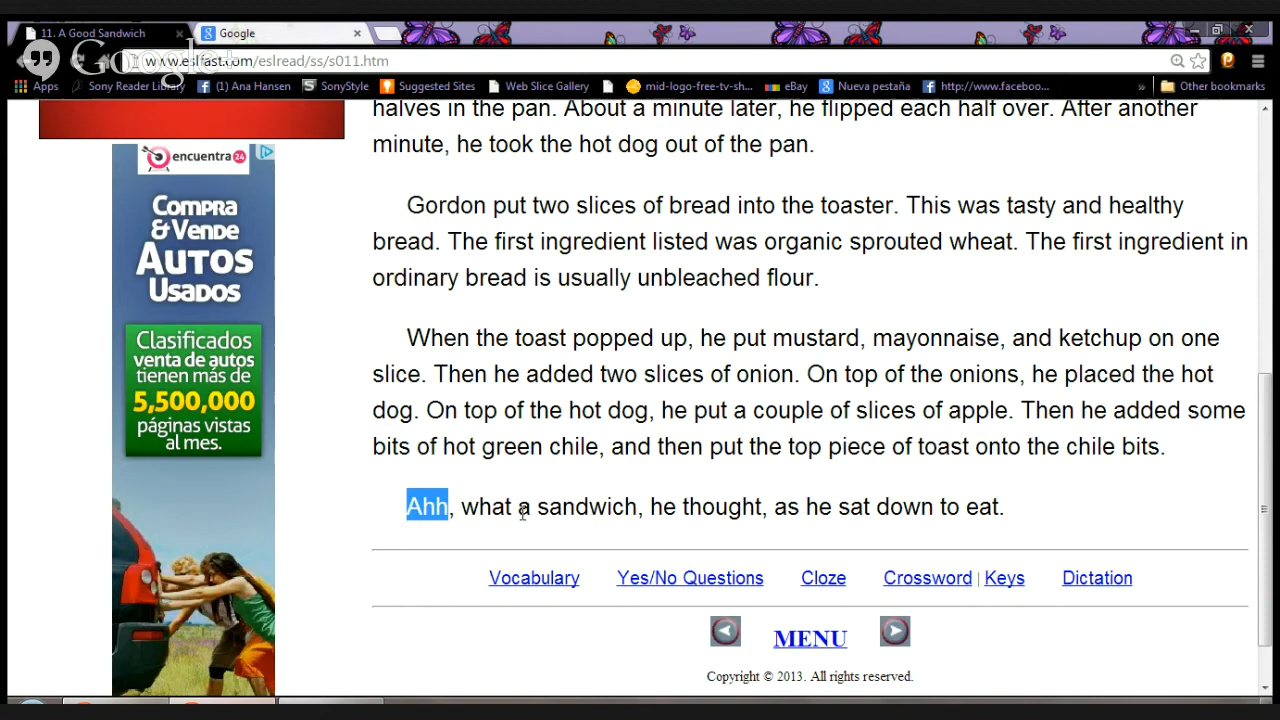 11. A Good Sandwich
Google
Google+
www.eslfast.com/eslread/ss/s011.htm
Apps
Sony Reader Library
(1) Ana Hansen
SonyStyle
Suggested Sites
Web Slice Gallery
mid-logo-free-tv-sh...
eBay
Nueva pestaña
http://www.faceboo...
»
Other bookmarks
halves in the pan. About a minute later, he flipped each half over. After another
minute, he took the hot dog out of the pan.
encuentra24
Compra
& Vende
Autos
Usados
Clasificados
venta de autos
tienen más de
5,500,000
páginas vistas
al mes.
Gordon put two slices of bread into the toaster. This was tasty and healthy
bread. The first ingredient listed was organic sprouted wheat. The first ingredient in
ordinary bread is usually unbleached flour.
When the toast popped up, he put mustard, mayonnaise, and ketchup on one
slice. Then he added two slices of onion. On top of the onions, he placed the hot
dog. On top of the hot dog, he put a couple of slices of apple. Then he added some
bits of hot green chile, and then put the top piece of toast onto the chile bits.
Ahh, what a sandwich, he thought, as he sat down to eat.
Vocabulary Yes/No Questions Cloze Crossword | Keys Dictation
MENU
Copyright © 2013. All rights reserved.